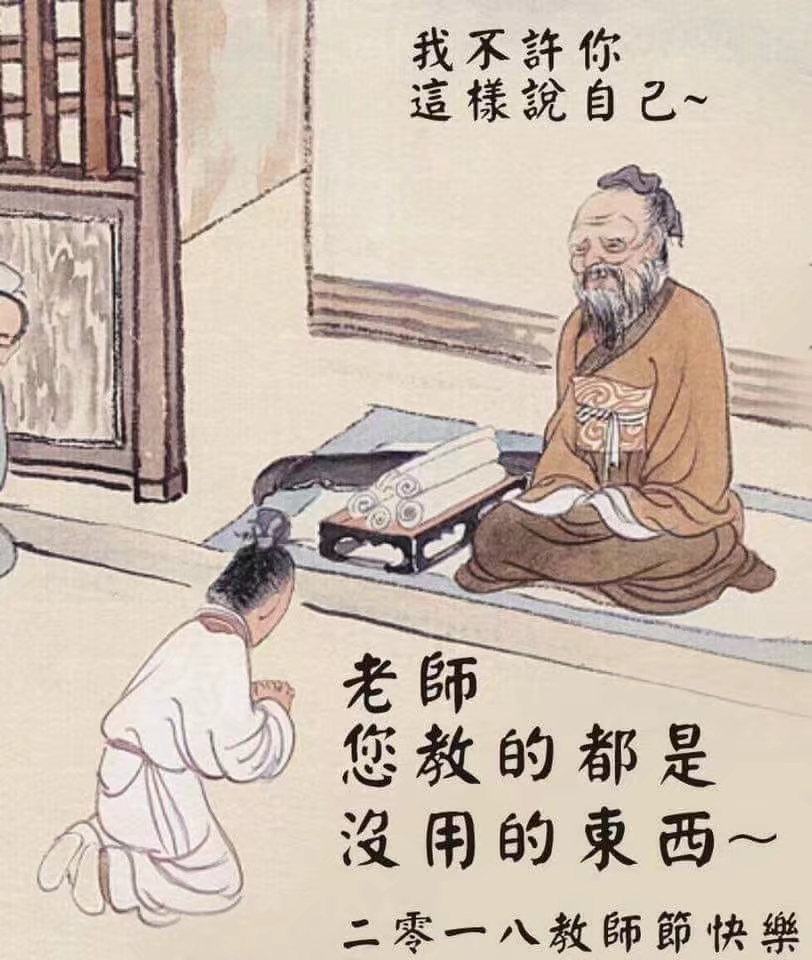 我不許你
這樣說自己~
老師
您教的都是
沒用的東西~
二零一八教師節快樂